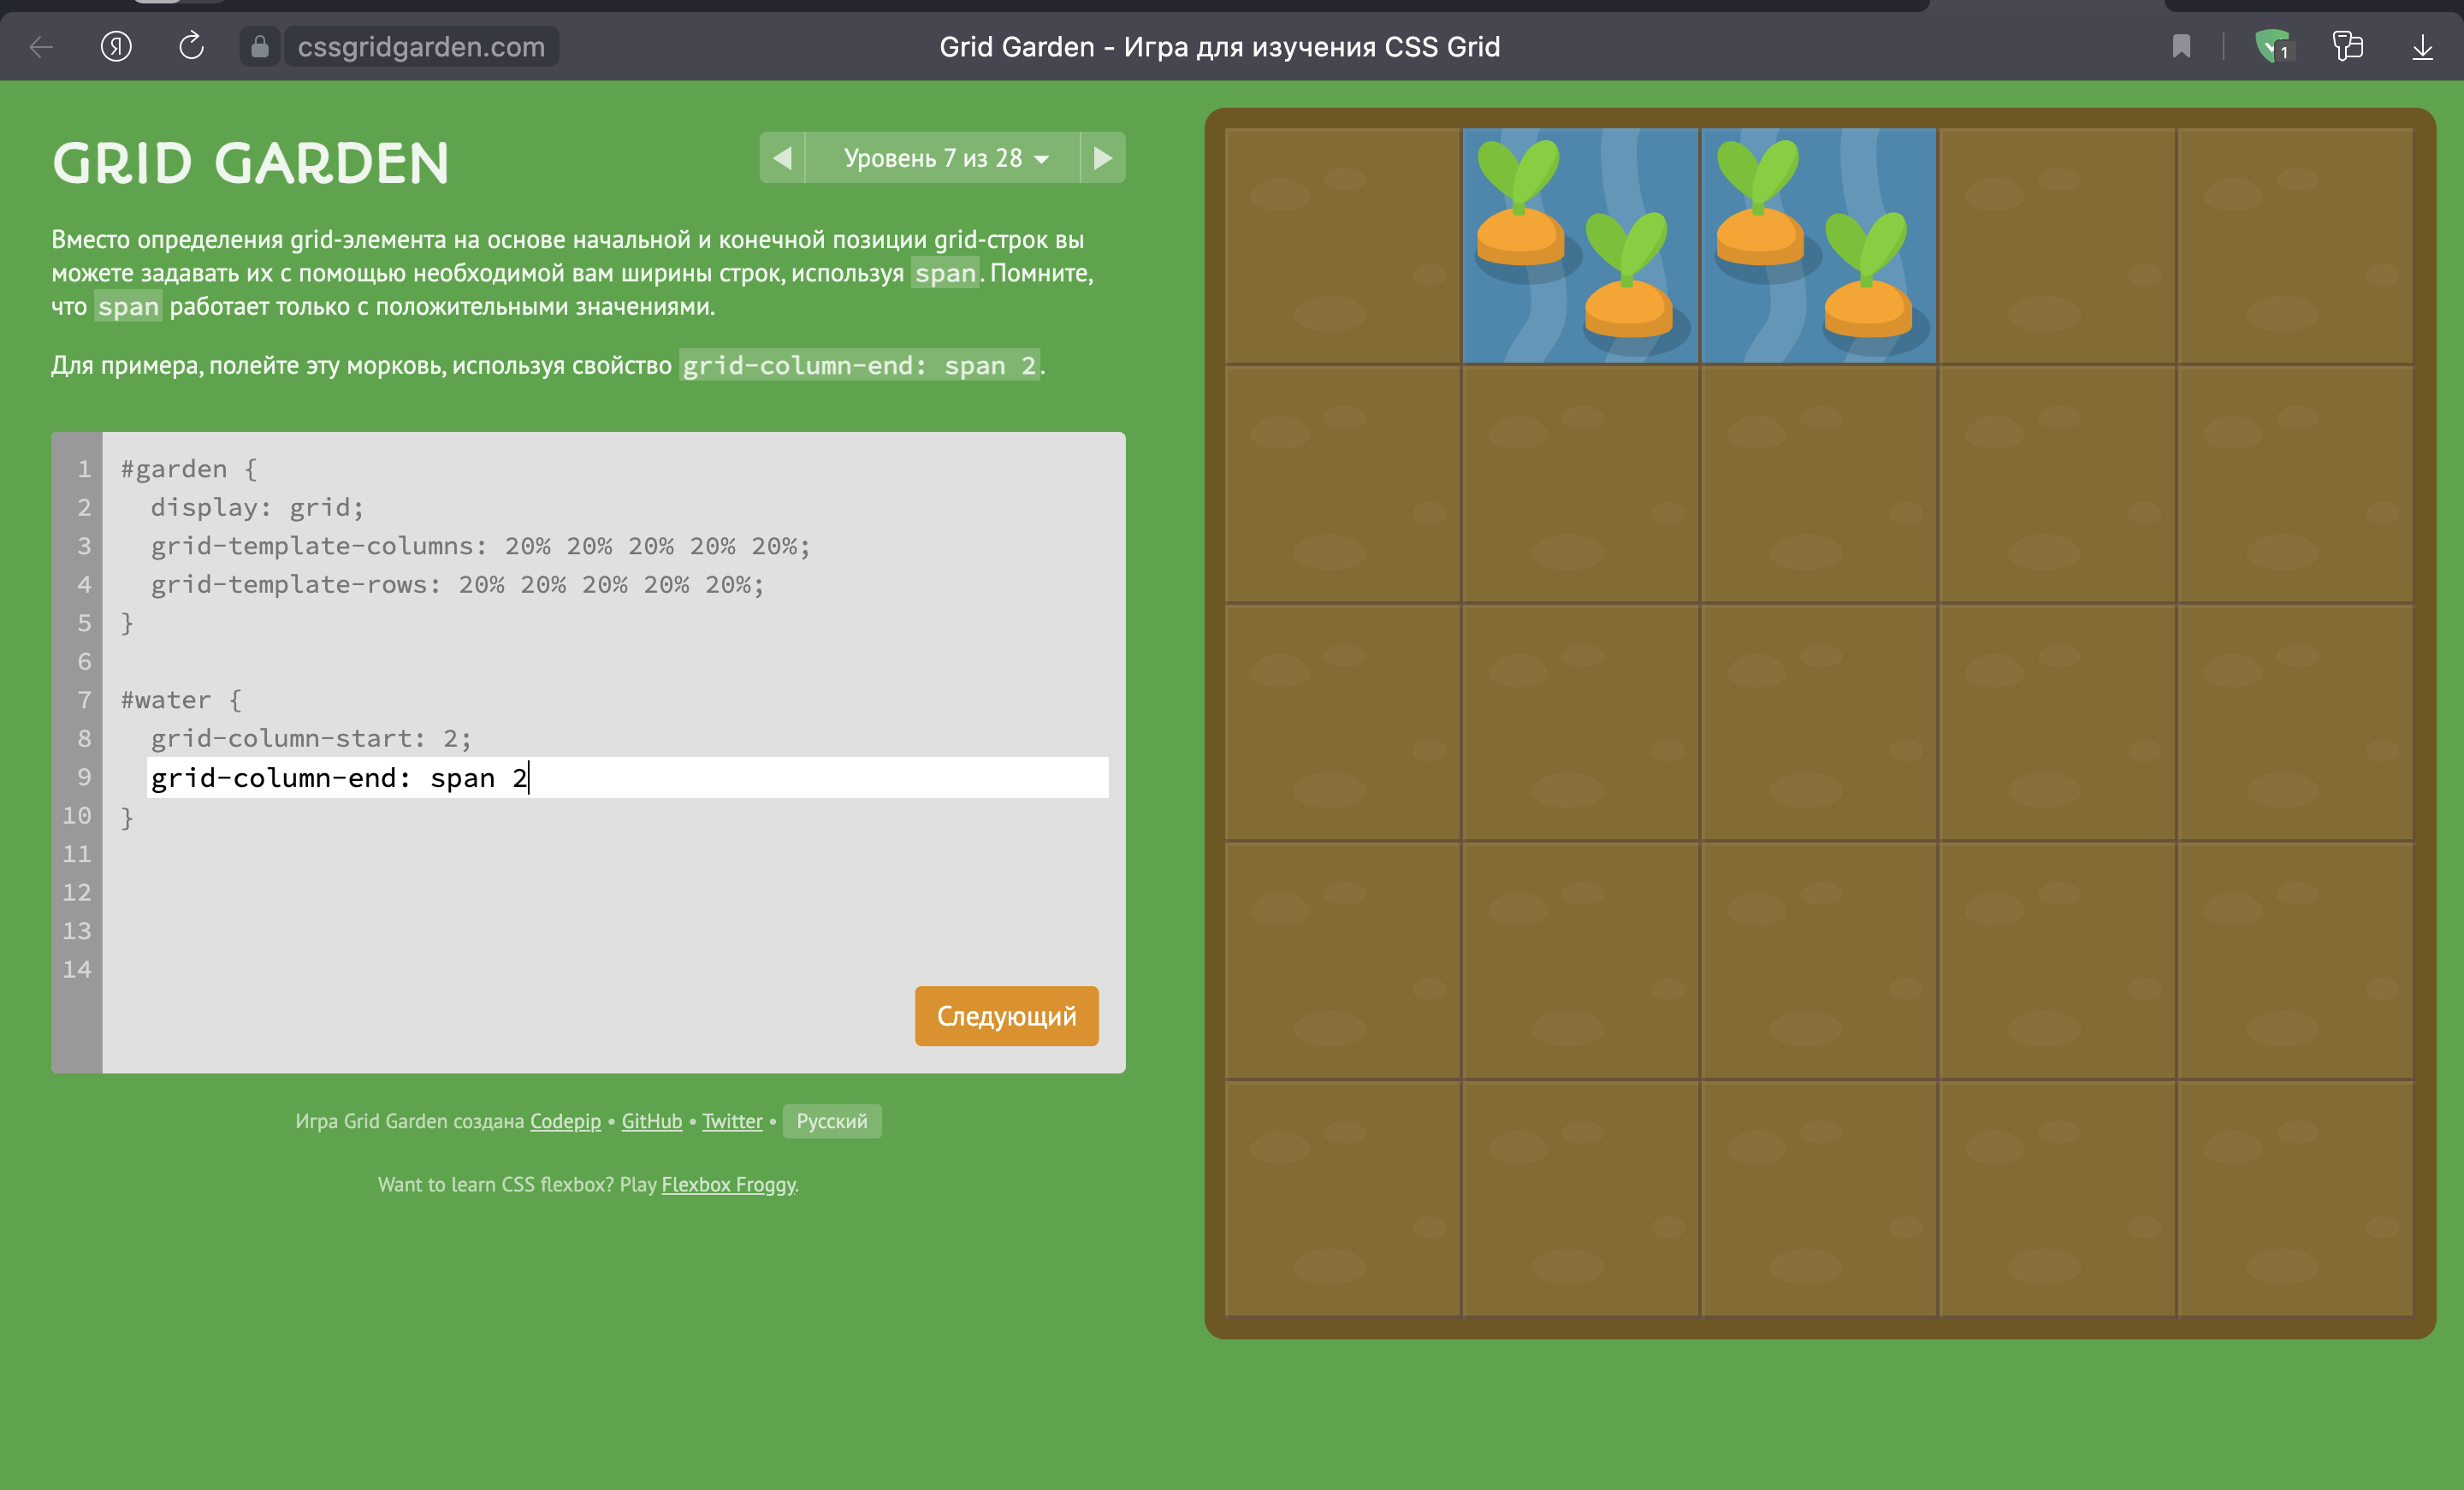 cssgridgarden.com
Grid Garden - Игра для изучения CSS Grid
1
GRID GARDEN
Уровень 7 из 28
Вместо определения grid-элемента на основе начальной и конечной позиции grid-строк вы
можете задавать их с помощью необходимой вам ширины строк, используя span. Помните,
что span работает только с положительными значениями.
Для примера, полейте эту морковь, используя свойство grid-column-end: span 2.
1 #garden {
2 display: grid;
3 grid-template-columns: 20% 20% 20% 20% 20%;
4 grid-template-rows: 20% 20% 20% 20% 20%;
5 }
6
7 #water {
8 grid-column-start: 2;
9 grid-column-end: span 2
10 }
11
12
13
14
Следующий
Игра Grid Garden создана Codepip • GitHub • Twitter • Русский
Want to learn CSS flexbox? Play Flexbox Froggy.